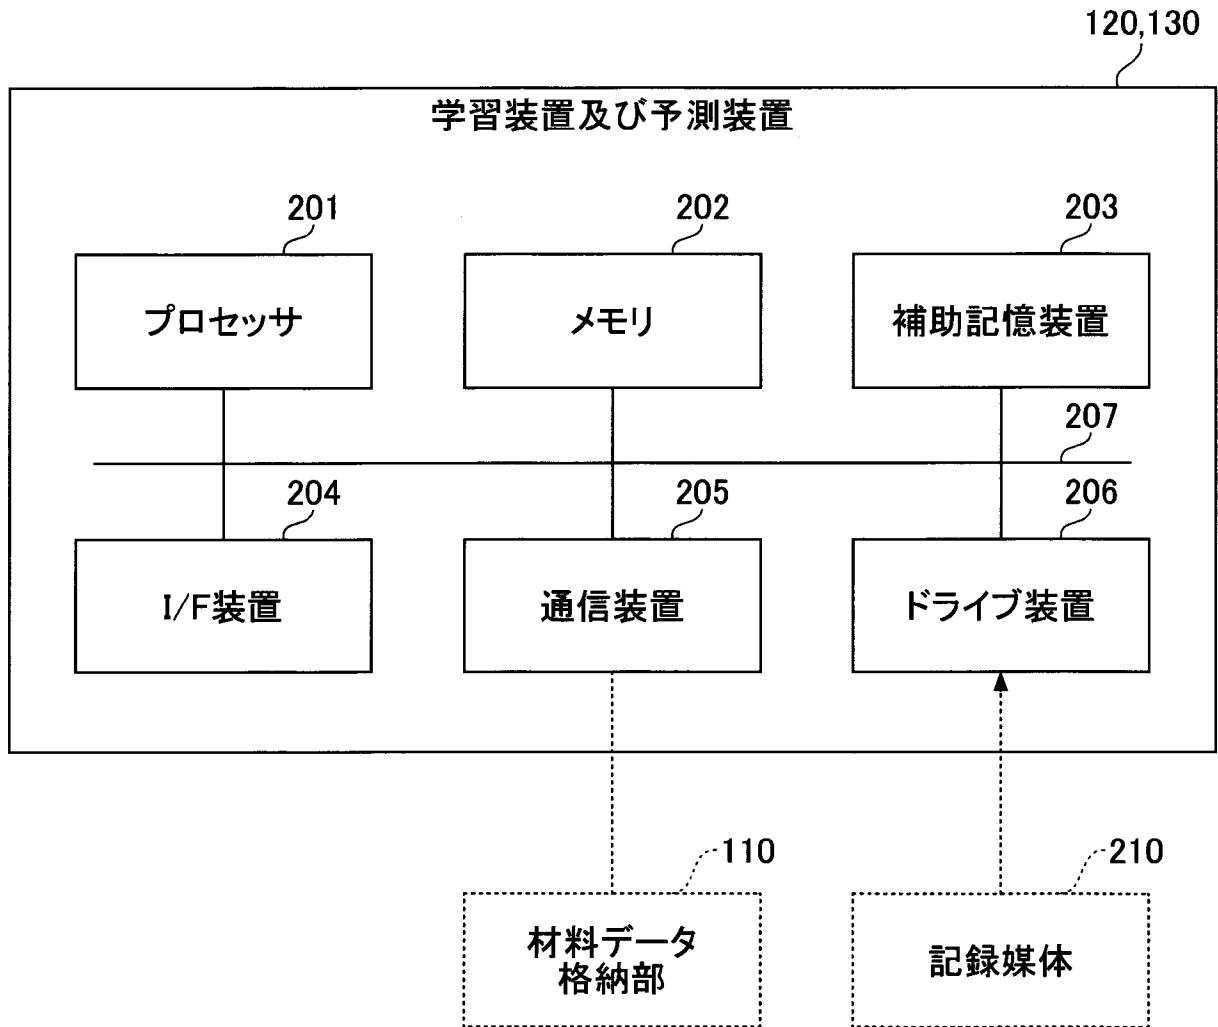 120,130
学習装置及び予測装置
201
202
203
プロセッサ
メモリ
補助記憶装置
207
204
205
206
I/F装置
通信装置
ドライブ装置
110
210
材料データ
格納部
記録媒体